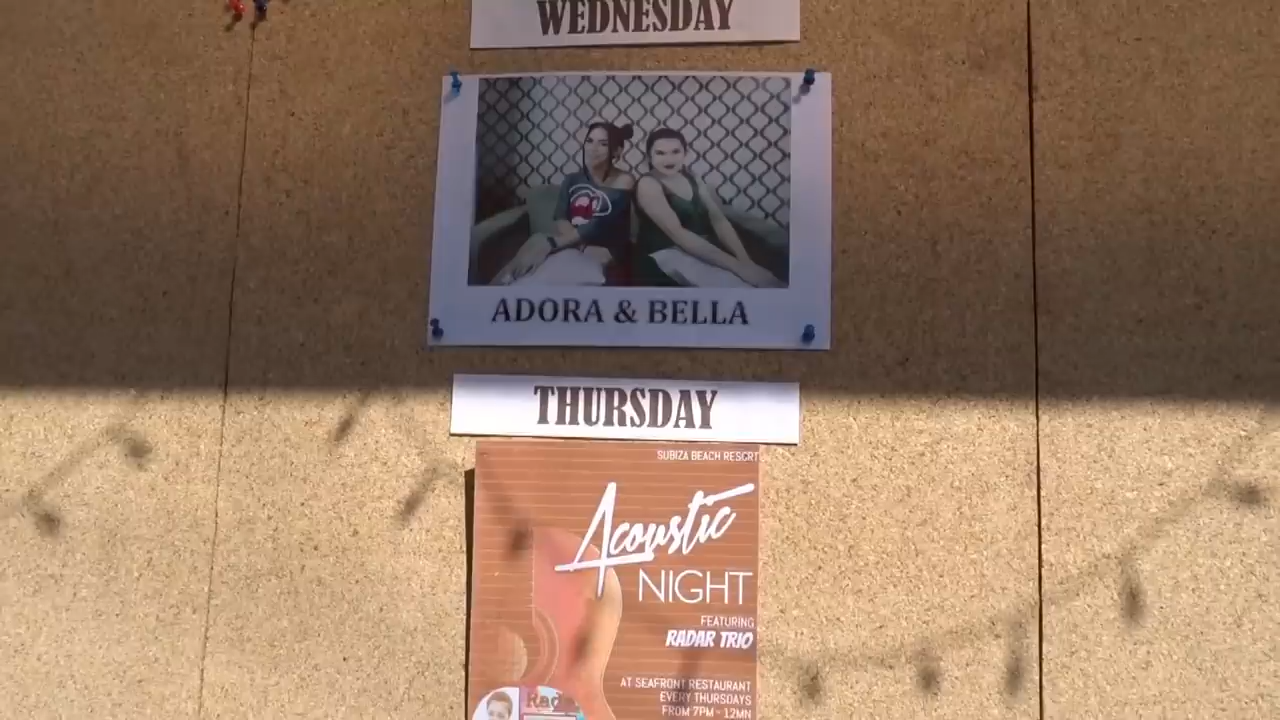 WEDNESDAY
ADORA & BELLA
THURSDAY
SUBIZA BEACH RESORT
Acoustic
NIGHT
FEATURING
RADAR TRIO
AT SEAFRONT RESTAURANT
EVERY THURSDAYS
FROM 7PM - 12MN